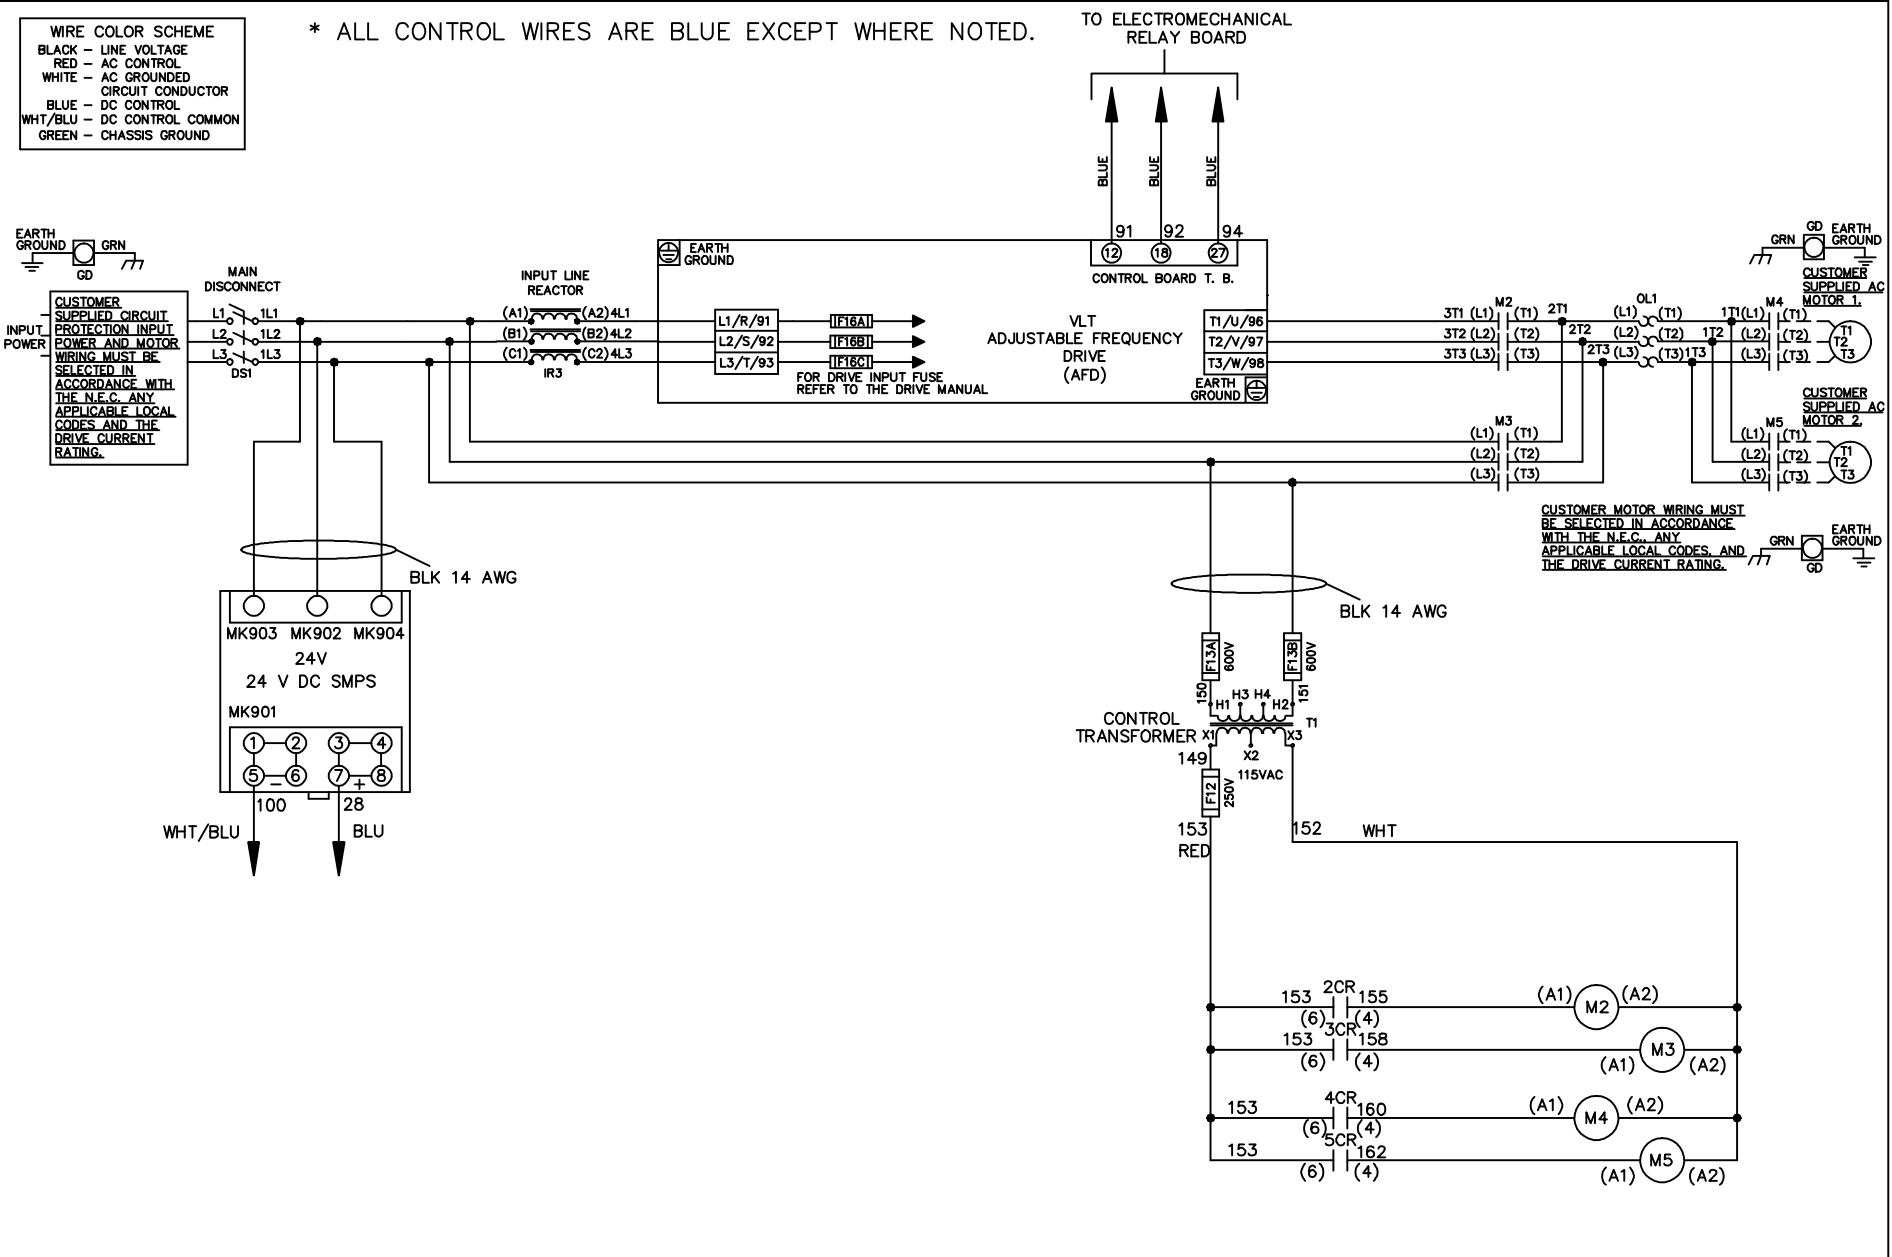 WIRE COLOR SCHEME
BLACK – LINE VOLTAGE
RED – AC CONTROL
WHITE – AC GROUNDED
CIRCUIT CONDUCTOR
BLUE – DC CONTROL
WHT/BLU – DC CONTROL COMMON
GREEN – CHASSIS GROUND
* ALL CONTROL WIRES ARE BLUE EXCEPT WHERE NOTED.
TO ELECTROMECHANICAL
RELAY BOARD
BLUE BLUE BLUE
91 92 94
12 18 27
CONTROL BOARD T. B.
EARTH
GROUND
GRN
GD
INPUT
POWER
CUSTOMER
SUPPLIED CIRCUIT
PROTECTION INPUT
POWER AND MOTOR
WIRING MUST BE
SELECTED IN
ACCORDANCE WITH
THE N.E.C. ANY
APPLICABLE LOCAL
CODES AND THE
DRIVE CURRENT
RATING.
MAIN
DISCONNECT
L1 1L1
L2 1L2
L3 1L3
DS1
INPUT LINE
REACTOR
(A1) (A2) 4L1
(B1) (B2) 4L2
(C1) (C2) 4L3
IR3
EARTH
GROUND
L1/R/91
L2/S/92
L3/T/93
F16A
F16B
F16C
FOR DRIVE INPUT FUSE
REFER TO THE DRIVE MANUAL
VLT
ADJUSTABLE FREQUENCY
DRIVE
(AFD)
T1/U/96
T2/V/97
T3/W/98
EARTH
GROUND
M2
3T1 (L1) (T1) 2T1
3T2 (L2) (T2) 2T2
3T3 (L3) (T3) 2T3
OL1
(L1) (T1) 1T1
(L2) (T2) 1T2
(L3) (T3) 1T3
M4
(L1) (T1)
(L2) (T2)
(L3) (T3)
T1
T2
T3
GRN
GD
EARTH
GROUND
CUSTOMER
SUPPLIED AC
MOTOR 1.
M3
(L1) (T1)
(L2) (T2)
(L3) (T3)
CUSTOMER
SUPPLIED AC
MOTOR 2.
M5
(L1) (T1)
(L2) (T2)
(L3) (T3)
T1
T2
T3
CUSTOMER MOTOR WIRING MUST
BE SELECTED IN ACCORDANCE
WITH THE N.E.C., ANY
APPLICABLE LOCAL CODES, AND
THE DRIVE CURRENT RATING.
GRN
GD
EARTH
GROUND
BLK 14 AWG
MK903 MK902 MK904
24V
24 V DC SMPS
MK901
1 2 3 4
5 – 6 7 + 8
100 28
WHT/BLU BLU
BLK 14 AWG
F13A 600V
F13B 600V
150 151
H1 H3 H4 H2
T1
CONTROL
TRANSFORMER
X1 X2 X3
149
115VAC
F12 250V
153 152 WHT
RED
153 2CR 155 (A1) M2 (A2)
(6) (4)
153 3CR 158 M3
(6) (4) (A1) (A2)
153 4CR 160 (A1) M4 (A2)
(6) (4)
153 5CR 162 M5
(6) (4) (A1) (A2)